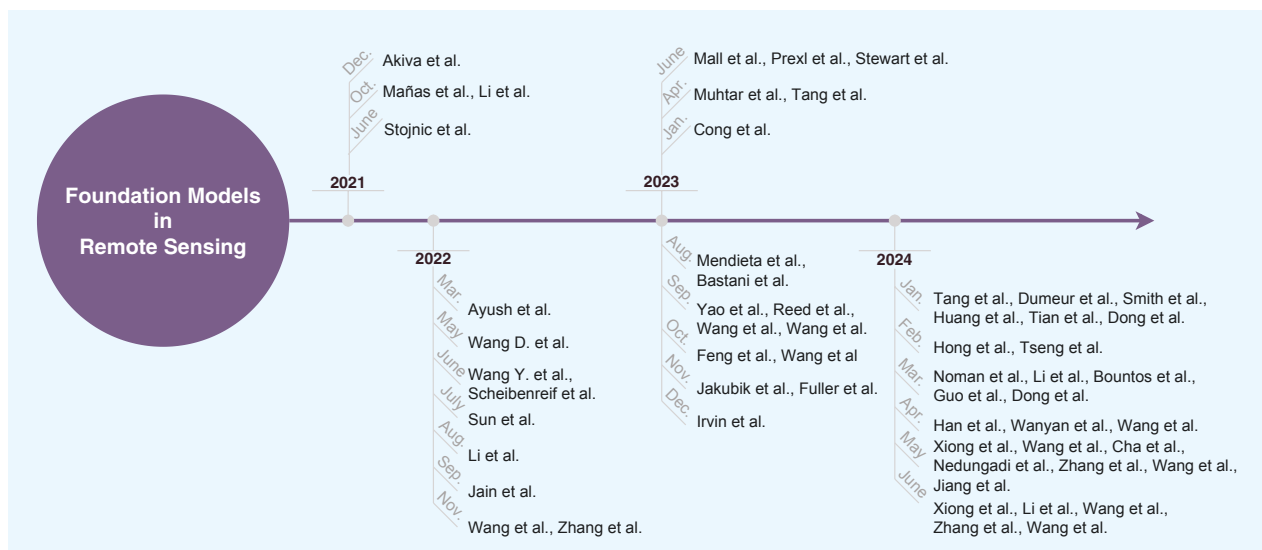 Foundation Models
in
Remote Sensing
Dec.
Akiva et al.
Oct.
Mañas et al., Li et al.
June
Stojnic et al.
2021
2022
Mar.
Ayush et al.
May
Wang D. et al.
June
Wang Y. et al.,
Scheibenreif et al.
July
Sun et al.
Aug.
Li et al.
Sep.
Jain et al.
Nov.
Wang et al., Zhang et al.
June
Mall et al., Prexl et al., Stewart et al.
Apr.
Muhtar et al., Tang et al.
Jan.
Cong et al.
2023
Aug.
Mendieta et al.,
Bastani et al.
Sep.
Yao et al., Reed et al.,
Wang et al., Wang et al.
Oct.
Feng et al., Wang et al
Nov.
Jakubik et al., Fuller et al.
Dec.
Irvin et al.
2024
Jan.
Tang et al., Dumeur et al., Smith et al.,
Huang et al., Tian et al., Dong et al.
Feb.
Hong et al., Tseng et al.
Mar.
Noman et al., Li et al., Bountos et al.,
Guo et al., Dong et al.
Apr.
Han et al., Wanyan et al., Wang et al.
May
Xiong et al., Wang et al., Cha et al.,
Nedungadi et al., Zhang et al., Wang et al.,
Jiang et al.
June
Xiong et al., Li et al., Wang et al.,
Zhang et al., Wang et al.